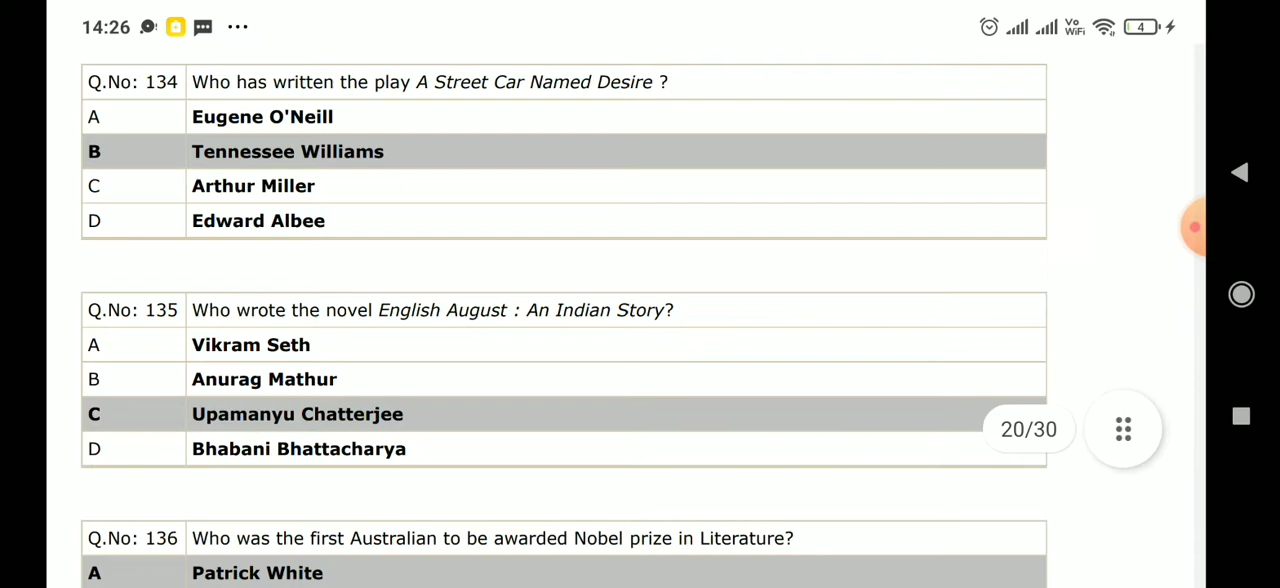 14:26 Vo WiFi 4
Q.No: 134 Who has written the play A Street Car Named Desire ?
A Eugene O'Neill
B Tennessee Williams
C Arthur Miller
D Edward Albee
Q.No: 135 Who wrote the novel English August : An Indian Story?
A Vikram Seth
B Anurag Mathur
C Upamanyu Chatterjee
D Bhabani Bhattacharya
20/30
Q.No: 136 Who was the first Australian to be awarded Nobel prize in Literature?
A Patrick White